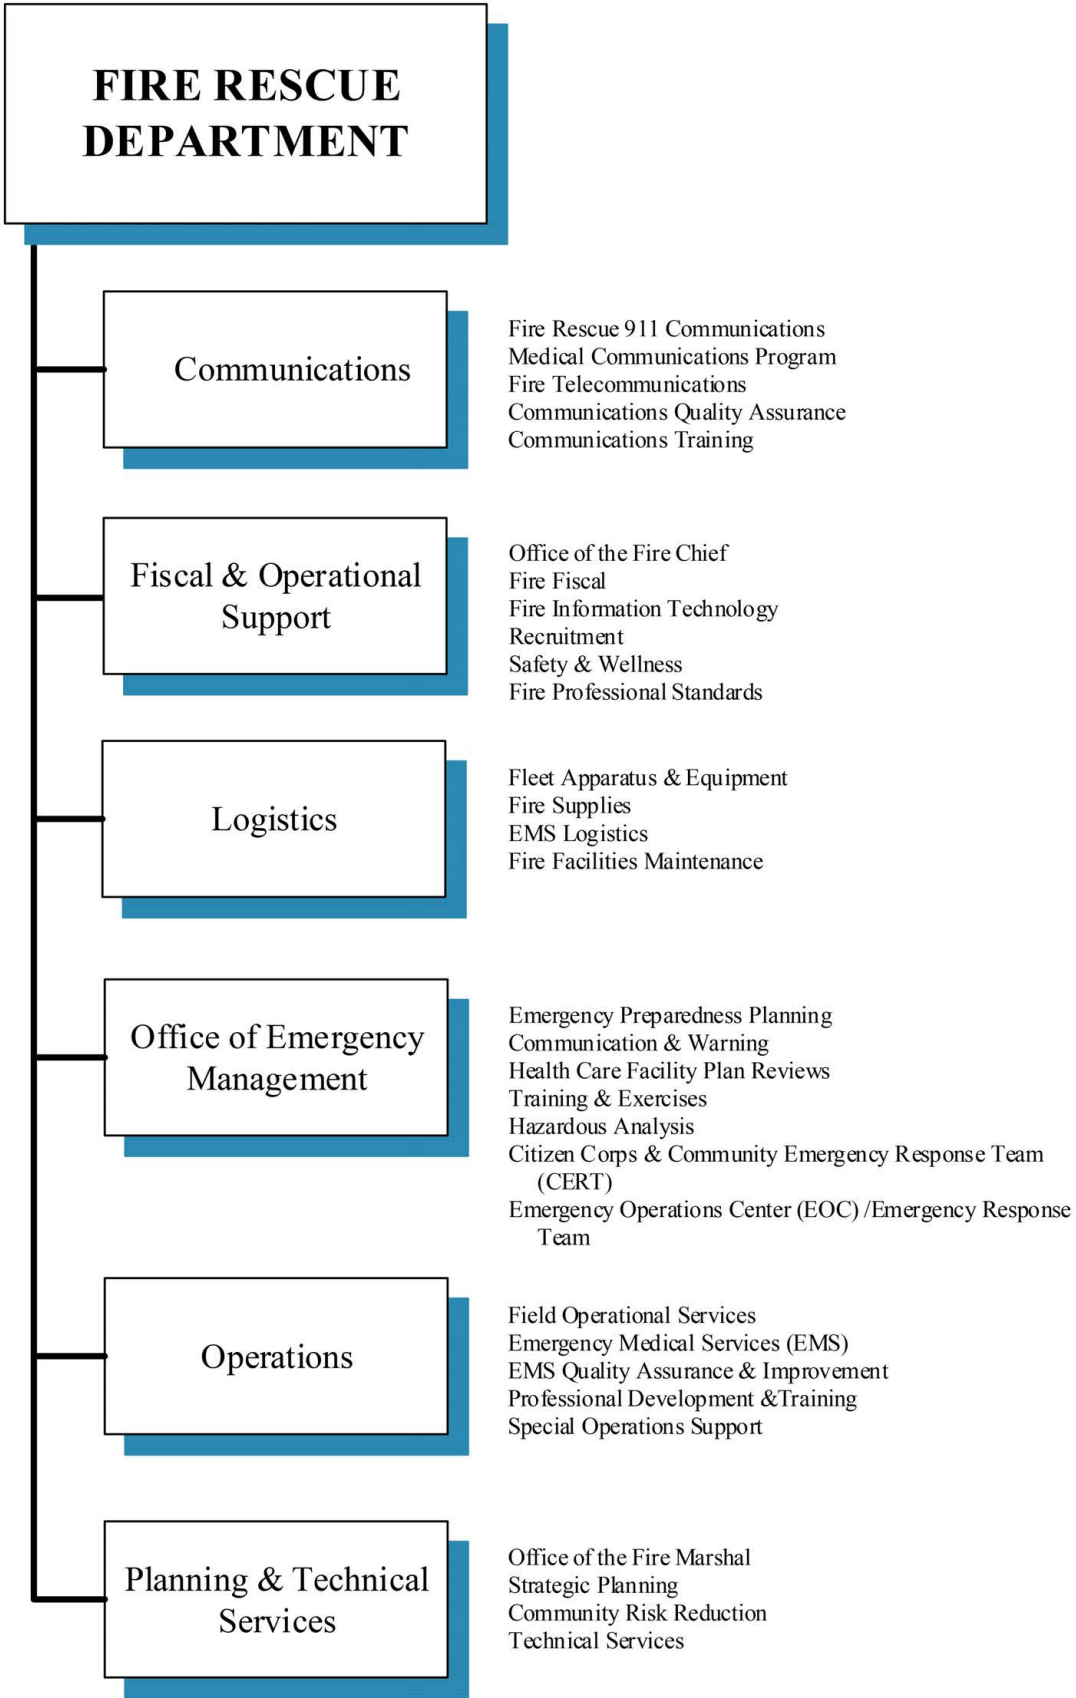 FIRE RESCUE
DEPARTMENT
Communications
Fire Rescue 911 Communications
Medical Communications Program
Fire Telecommunications
Communications Quality Assurance
Communications Training
Fiscal & Operational
Support
Office of the Fire Chief
Fire Fiscal
Fire Information Technology
Recruitment
Safety & Wellness
Fire Professional Standards
Logistics
Fleet Apparatus & Equipment
Fire Supplies
EMS Logistics
Fire Facilities Maintenance
Office of Emergency
Management
Emergency Preparedness Planning
Communication & Warning
Health Care Facility Plan Reviews
Training & Exercises
Hazardous Analysis
Citizen Corps & Community Emergency Response Team
(CERT)
Emergency Operations Center (EOC) /Emergency Response
Team
Operations
Field Operational Services
Emergency Medical Services (EMS)
EMS Quality Assurance & Improvement
Professional Development &Training
Special Operations Support
Planning & Technical
Services
Office of the Fire Marshal
Strategic Planning
Community Risk Reduction
Technical Services